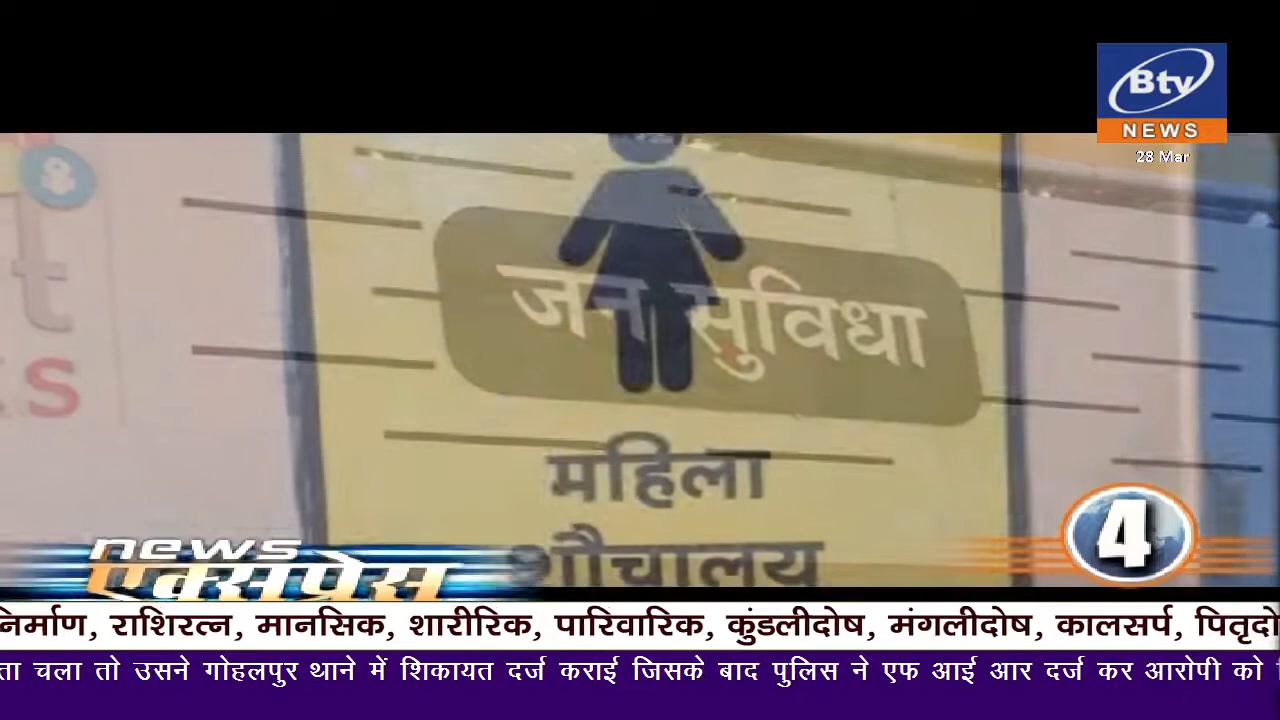 Btv
NEWS
28 Mar
t
ts
जन सुविधा
महिला
शौचालय
4
news
एक्सप्रेस
निर्माण, राशिरत्न, मानसिक, शारीरिक, पारिवारिक, कुंडलीदोष, मंगलीदोष, कालसर्प, पितृदो
ता चला तो उसने गोहलपुर थाने में शिकायत दर्ज कराई जिसके बाद पुलिस ने एफ आई आर दर्ज कर आरोपी को